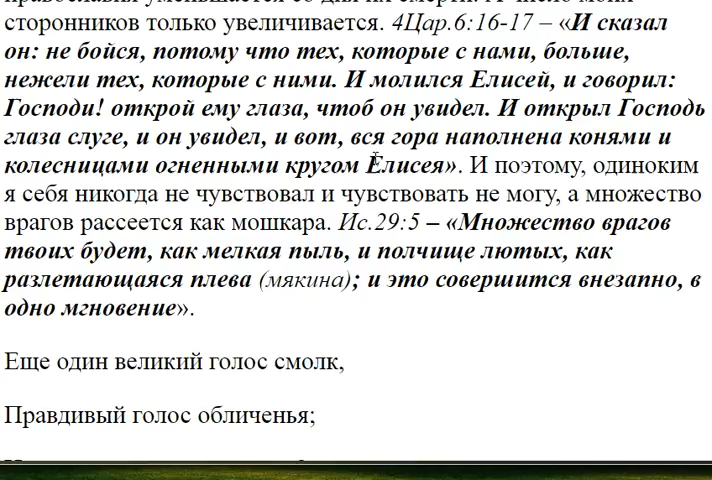 сторонников только увеличивается. 4Цар.6:16-17 – «И сказал
он: не бойся, потому что тех, которые с нами, больше,
нежели тех, которые с ними. И молился Елисей, и говорил:
Господи! открой ему глаза, чтоб он увидел. И открыл Господь
глаза слуге, и он увидел, и вот, вся гора наполнена конями и
колесницами огненными кругом Елисея». И поэтому, одиноким
я себя никогда не чувствовал и чувствовать не могу, а множество
врагов рассеется как мошкара. Ис.29:5 – «Множество врагов
твоих будет, как мелкая пыль, и полчище лютых, как
разлетающаяся плева (мякина); и это совершится внезапно, в
одно мгновение».
Еще один великий голос смолк,
Правдивый голос обличенья;